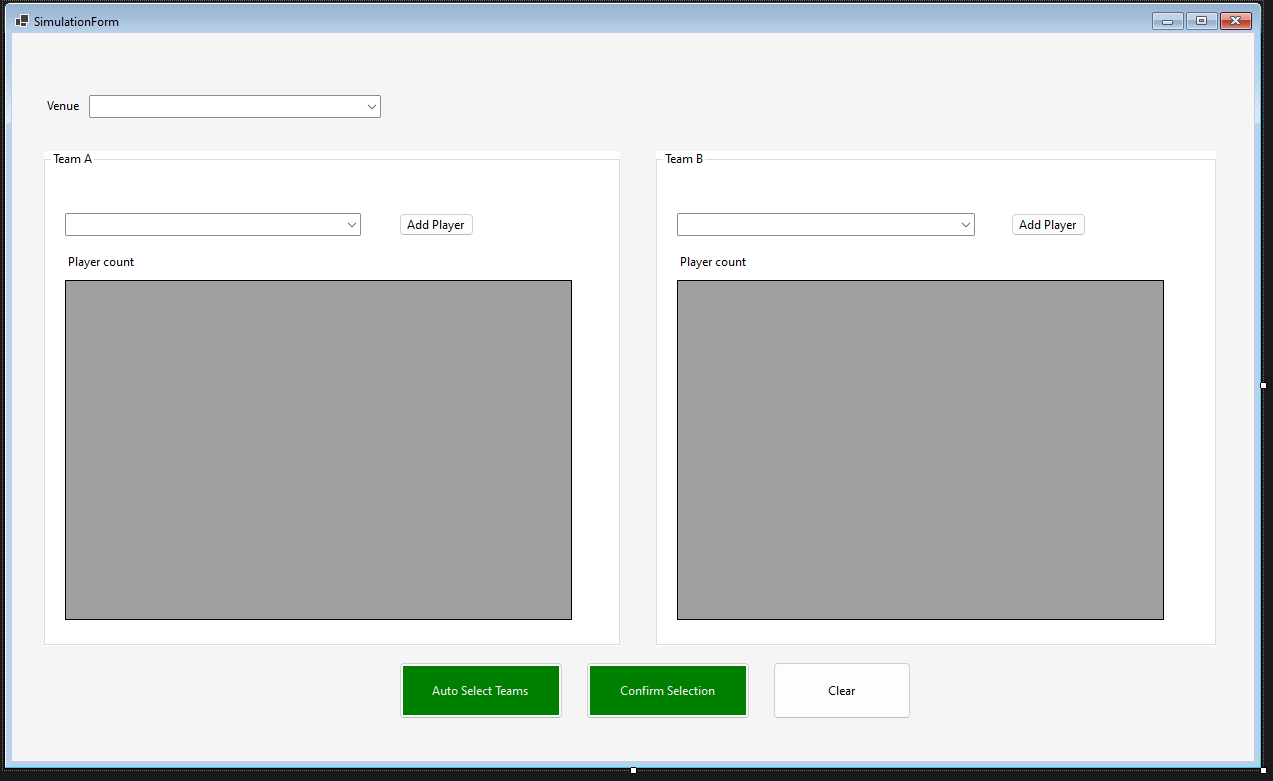 SimulationForm
Venue
Team A
Team B
Add Player
Add Player
Player count
Player count
Auto Select Teams
Confirm Selection
Clear